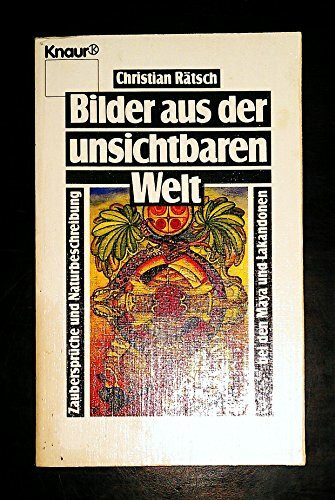 Knaur K
Christian Rätsch
Bilder aus der
unsichtbaren
Welt
Zaubersprüche und Naturbeschreibung
bei den Maya und Lakandonen